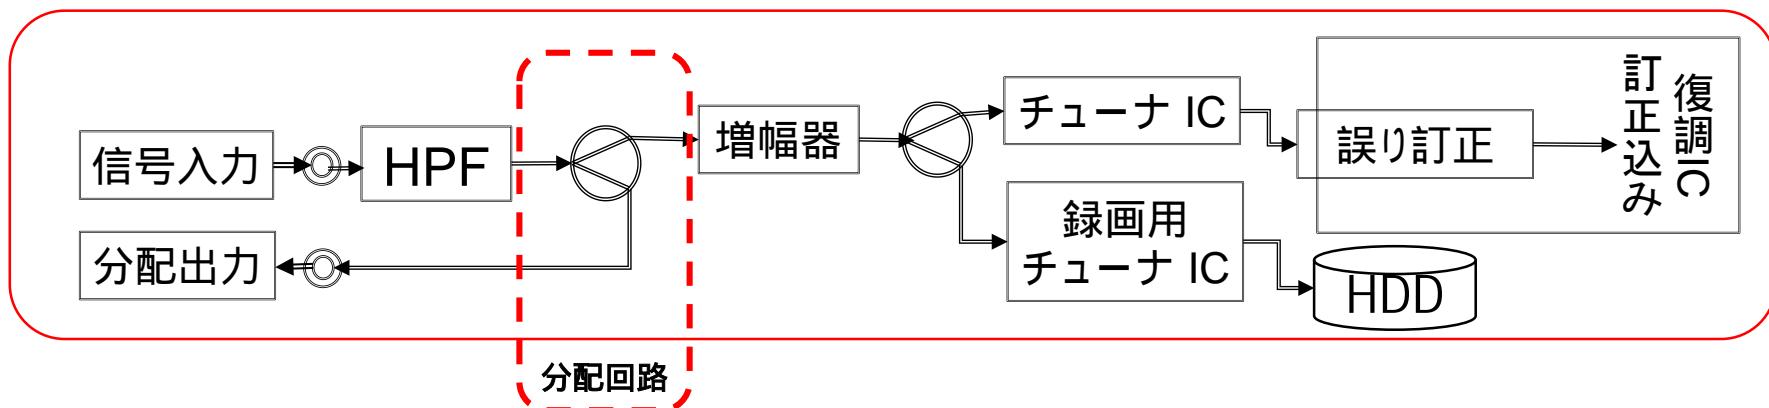 信号入力
HPF
増幅器
チューナ IC
誤り訂正
復調IC
訂正込み
録画用
チューナ IC
分配出力
HDD
分配回路